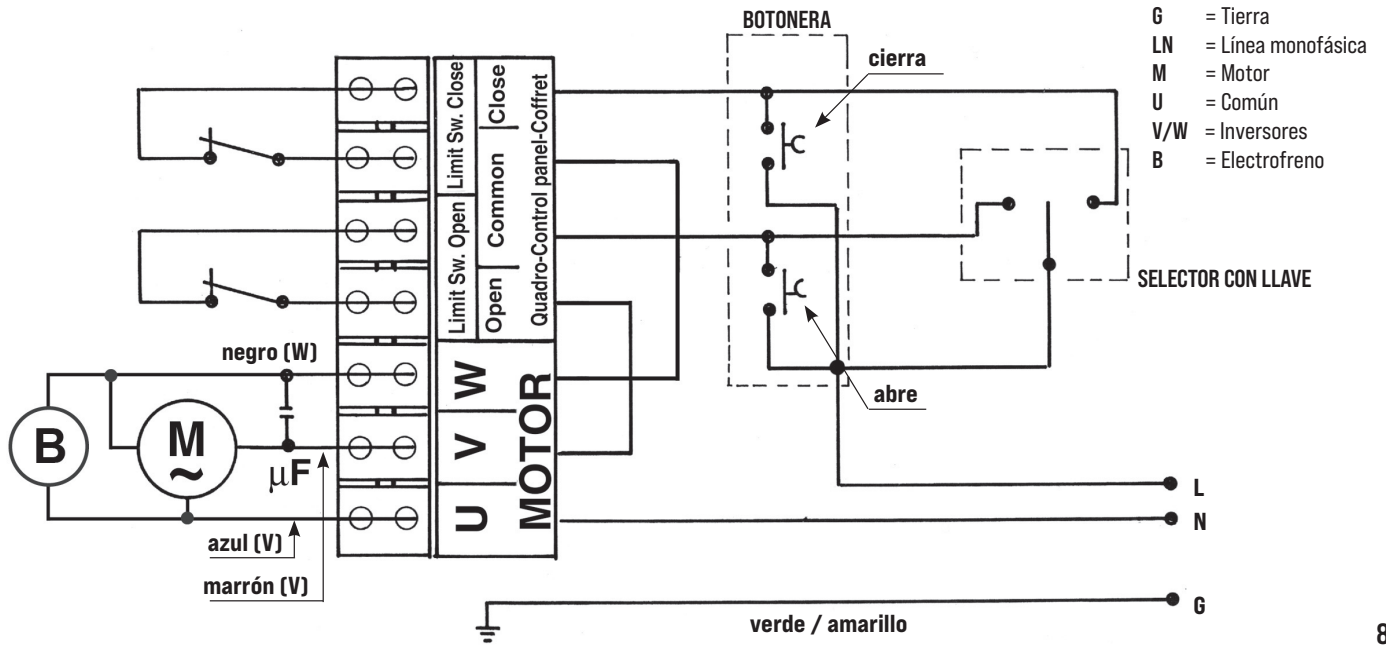 BOTONERA
cierra
G = Tierra
LN = Línea monofásica
M = Motor
U = Común
V/W = Inversores
B = Electrofreno
Limit Sw. Close
Close
Common
Limit Sw. Open
Open
Quadro-Control panel-Coffret
SELECTOR CON LLAVE
negro (W)
abre
B
M
~
µF
W
V
U
MOTOR
azul (V)
marrón (V)
L
N
G
verde / amarillo
8